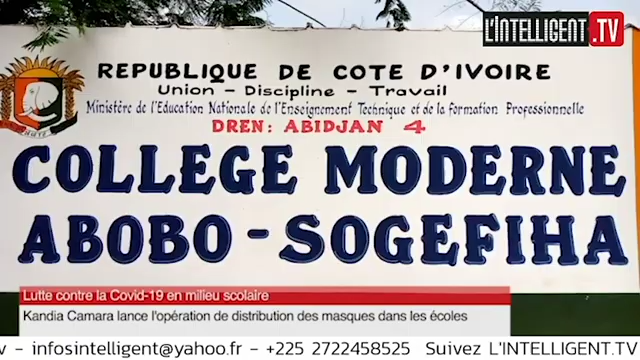 L'INTELLIGENT .TV
REPUBLIQUE DE COTE D'IVOIRE
Union - Discipline - Travail
Ministère de l'Education Nationale de l'Enseignement Technique et de la formation Professionnelle
DREN: ABIDJAN 4
COLLEGE MODERNE
ABOBO - SOGEFIHA
Lutte contre la Covid-19 en milieu scolaire
Kandia Camara lance l'opération de distribution des masques dans les écoles
v - infosintelligent@yahoo.fr - +225 2722458525 Suivez L'INTELLIGENT.TV